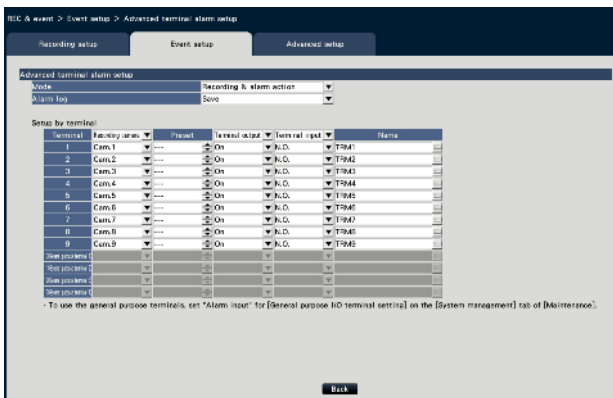 REC & event > Event setup > Advanced terminal alarm setup
Recording setup Event setup Advanced setup
Advanced terminal alarm setup
Mode Recording & alarm action
Alarm log Save
Setup by terminal
Terminal Recording camera Preset Terminal output Terminal input Name
1 Cam.1 --- On N.O. TRM1
2 Cam.2 --- On N.O. TRM2
3 Cam.3 --- On N.O. TRM3
4 Cam.4 --- On N.O. TRM4
5 Cam.5 --- On N.O. TRM5
6 Cam.6 --- On N.O. TRM6
7 Cam.7 --- On N.O. TRM7
8 Cam.8 --- On N.O. TRM8
9 Cam.9 --- On N.O. TRM9
- To use the general purpose terminals, set "Alarm input" for [General purpose I/O terminal setting] on the [System management] tab of [Maintenance].
Back